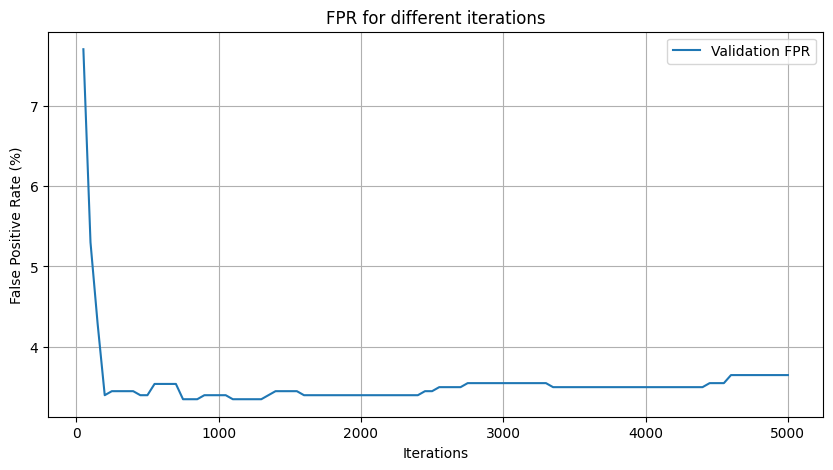 FPR for different iterations
Validation FPR
False Positive Rate (%)
7
6
5
4
0 1000 2000 3000 4000 5000
Iterations